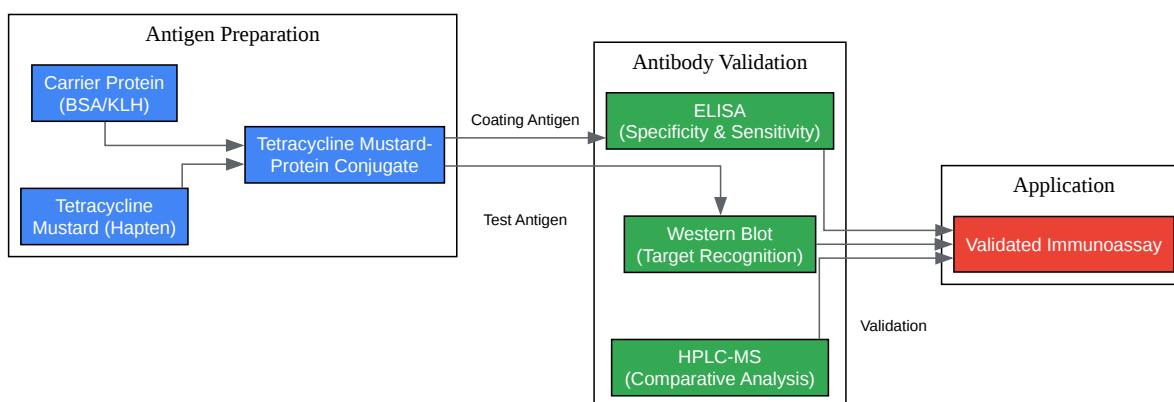 Antigen Preparation
Carrier Protein
(BSA/KLH)
Tetracycline
Mustard (Hapten)
Tetracycline Mustard-
Protein Conjugate
Coating Antigen
Test Antigen
Antibody Validation
ELISA
(Specificity & Sensitivity)
Western Blot
(Target Recognition)
HPLC-MS
(Comparative Analysis)
Validation
Application
Validated Immunoassay